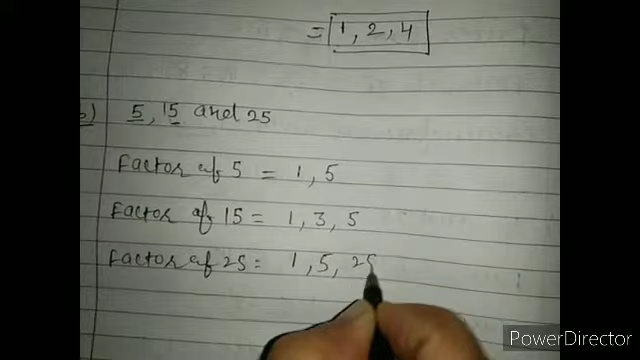 = 1, 2, 4
b) 5, 15 and 25
Factor of 5 = 1, 5
Factor of 15 = 1, 3, 5
Factor of 25 = 1, 5, 25
PowerDirector